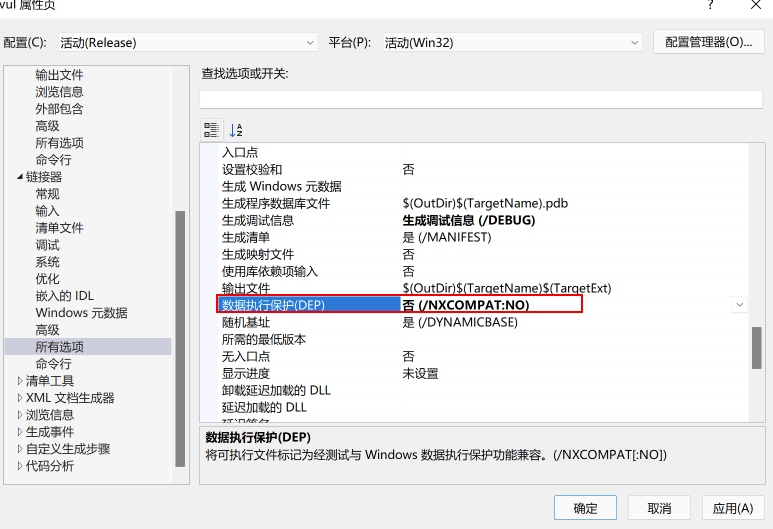 vul 属性页
?
配置(C): 活动(Release) 平台(P): 活动(Win32) 配置管理器(O)...
输出文件
浏览信息
外部包含
高级
所有选项
命令行
链接器
常规
输入
清单文件
调试
系统
优化
嵌入的 IDL
Windows 元数据
高级
所有选项
命令行
清单工具
XML 文档生成器
浏览信息
生成事件
自定义生成步骤
代码分析
查找选项或开关:
入口点
设置校验和 否
生成 Windows 元数据
生成程序数据库文件 $(OutDir)$(TargetName).pdb
生成调试信息 生成调试信息 (/DEBUG)
生成清单 是 (/MANIFEST)
生成映射文件 否
使用库依赖项输入 否
输出文件 $(OutDir)$(TargetName)$(TargetExt)
数据执行保护(DEP) 否 (/NXCOMPAT:NO)
随机基址 是 (/DYNAMICBASE)
所需的最低版本
无入口点 否
显示进度 未设置
卸载延迟加载的 DLL
延迟加载的 DLL
数据执行保护(DEP)
将可执行文件标记为经测试与 Windows 数据执行保护功能兼容。(/NXCOMPAT[:NO])
确定 取消 应用(A)